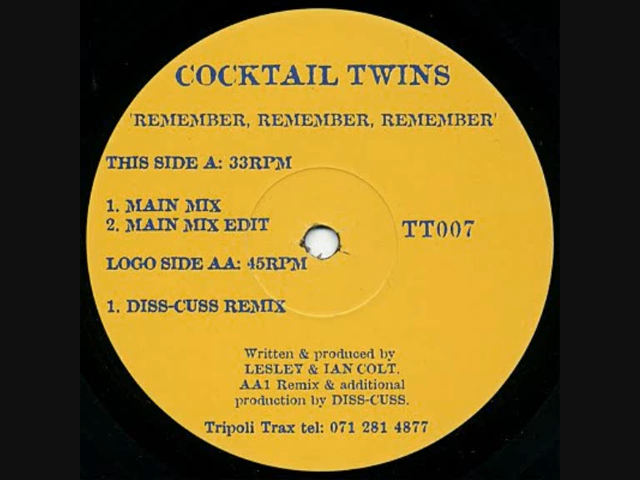 COCKTAIL TWINS
'REMEMBER, REMEMBER, REMEMBER'
THIS SIDE A: 33RPM
1. MAIN MIX
2. MAIN MIX EDIT
TT007
LOGO SIDE AA: 45RPM
1. DISS-CUSS REMIX
Written & produced by
LESLEY & IAN COLT.
AA1 Remix & additional
production by DISS-CUSS.
Tripoli Trax tel: 071 281 4877